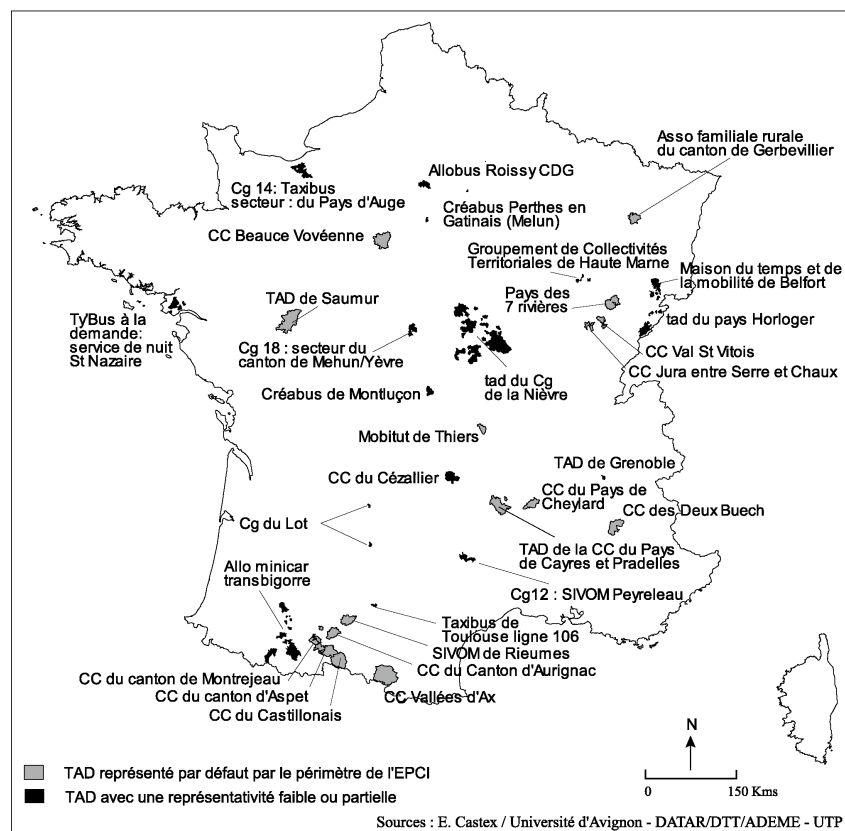 Asso familiale rurale
du canton de Gerbevillier
Allobus Roissy CDG
Cg 14: Taxibus
secteur : du Pays d'Auge
Créabus Perthes en
Gatinais (Melun)
CC Beauce Vovéenne
Groupement de Collectivités
Territoriales de Haute Marne
Maison du temps et de
la mobilité de Belfort
TAD de Saumur
Pays des
7 rivières
TyBus à la
demande:
service de nuit
St Nazaire
tad du pays Horloger
Cg 18 : secteur du
canton de Mehun/Yèvre
CC Val St Vitois
CC Jura entre Serre et Chaux
tad du Cg
de la Nièvre
Créabus de Montluçon
Mobitut de Thiers
TAD de Grenoble
CC du Cézallier
CC du Pays de
Cheylard
CC des Deux Buech
Cg du Lot
TAD de la CC du Pays
de Cayres et Pradelles
Allo minicar
transbigorre
Cg12 : SIVOM Peyreleau
Taxibus de
Toulouse ligne 106
SIVOM de Rieumes
CC du Canton d'Aurignac
CC du canton de Montrejeau
CC du canton d'Aspet
CC Vallées d'Ax
CC du Castillonais
N
TAD représenté par défaut par le périmètre de l'EPCI
TAD avec une représentativité faible ou partielle
0 150 Kms
Sources : E. Castex / Université d'Avignon - DATAR/DTT/ADEME - UTP